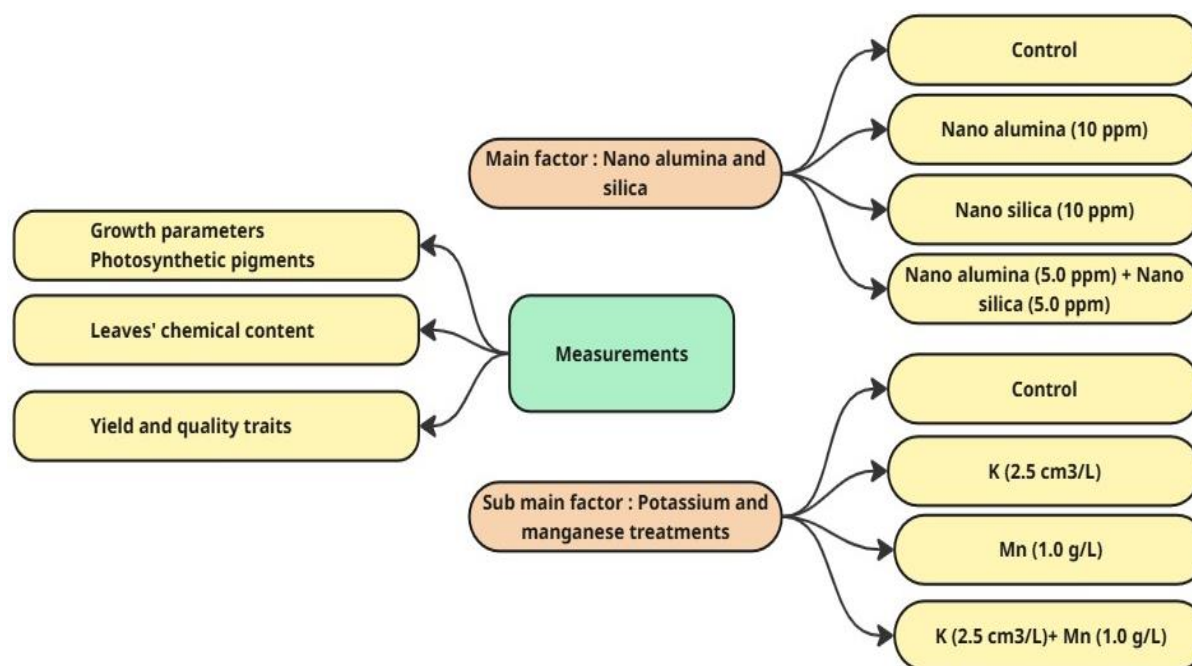 Growth parameters
Photosynthetic pigments
Leaves' chemical content
Yield and quality traits
Measurements
Main factor : Nano alumina and
silica
Control
Nano alumina (10 ppm)
Nano silica (10 ppm)
Nano alumina (5.0 ppm) + Nano
silica (5.0 ppm)
Sub main factor : Potassium and
manganese treatments
Control
K (2.5 cm3/L)
Mn (1.0 g/L)
K (2.5 cm3/L)+ Mn (1.0 g/L)